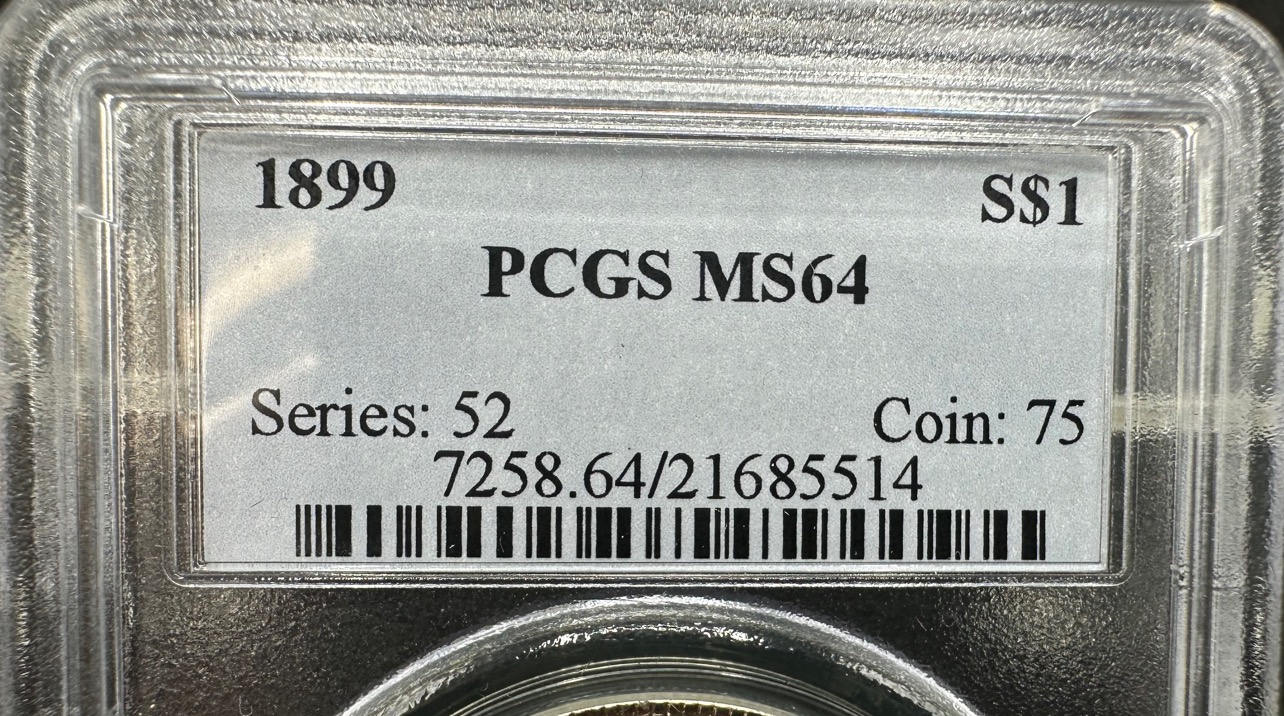 1899 S$1
PCGS MS64
Series: 52 Coin: 75
7258.64/21685514